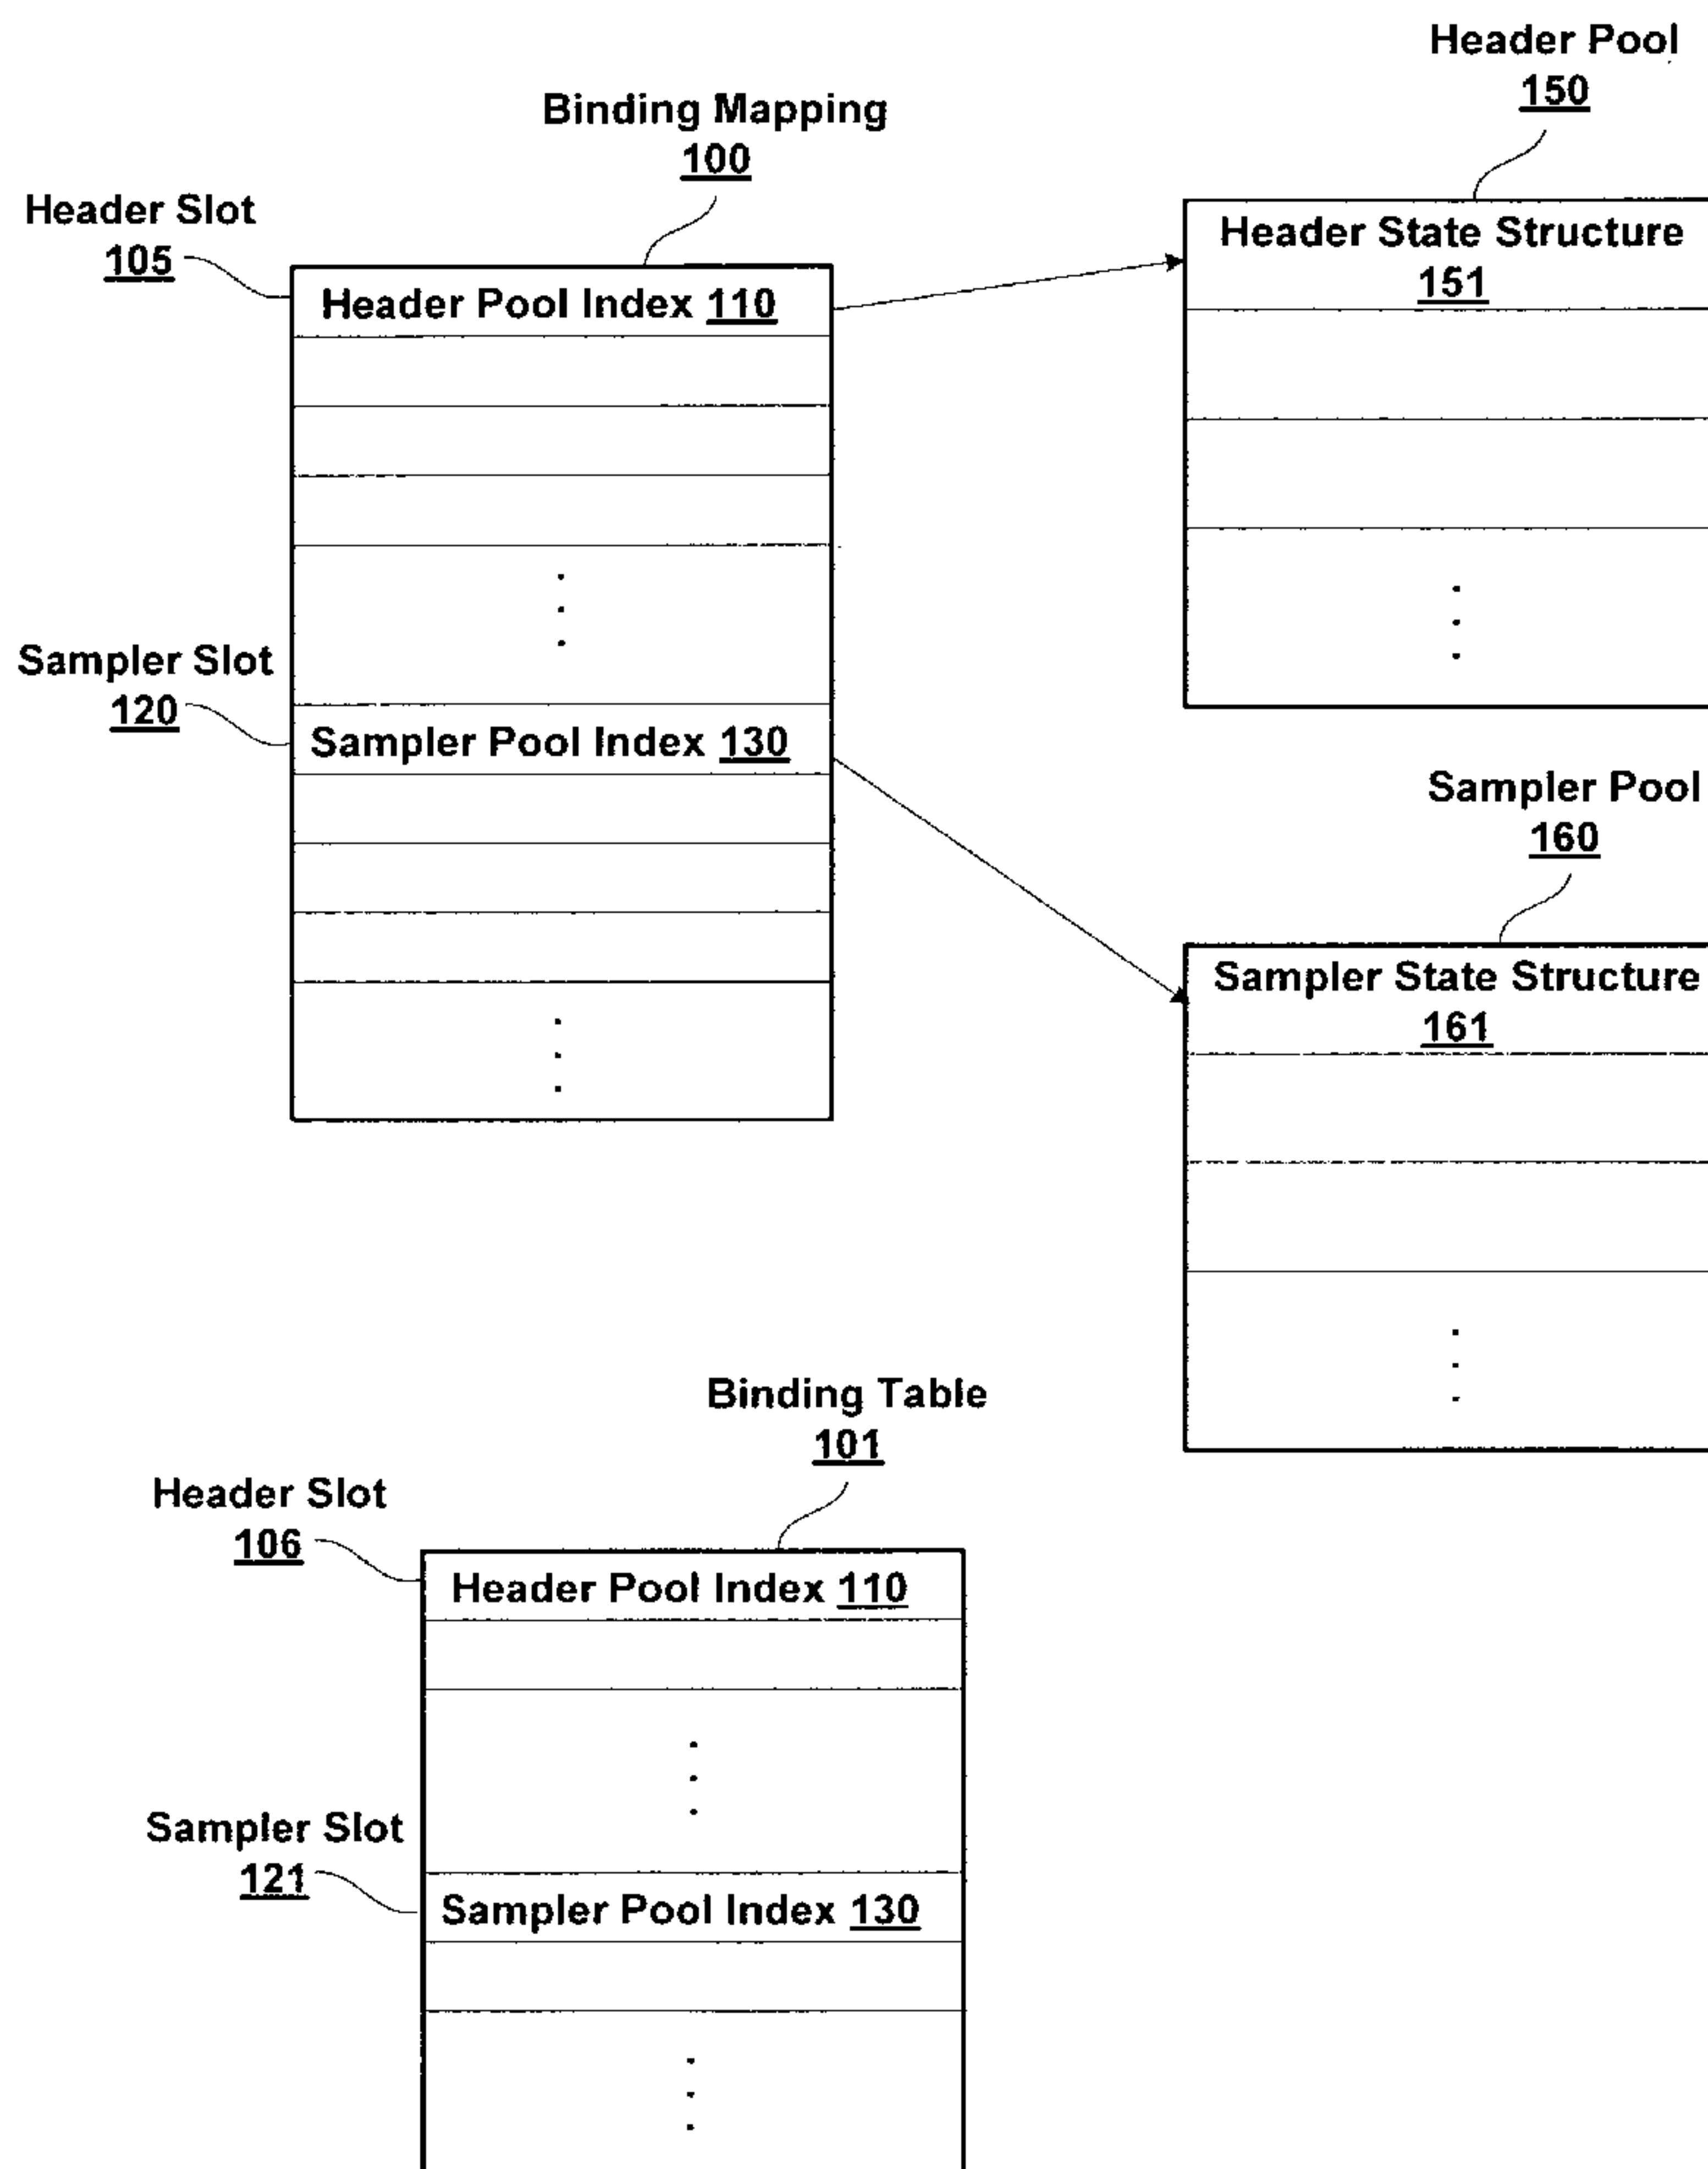 Header Pool
150
Binding Mapping
100
Header Slot
105
Header Pool Index 110
Header State Structure
151
Sampler Slot
120
Sampler Pool Index 130
Sampler Pool
160
Sampler State Structure
161
Binding Table
101
Header Slot
106
Header Pool Index 110
Sampler Slot
121
Sampler Pool Index 130